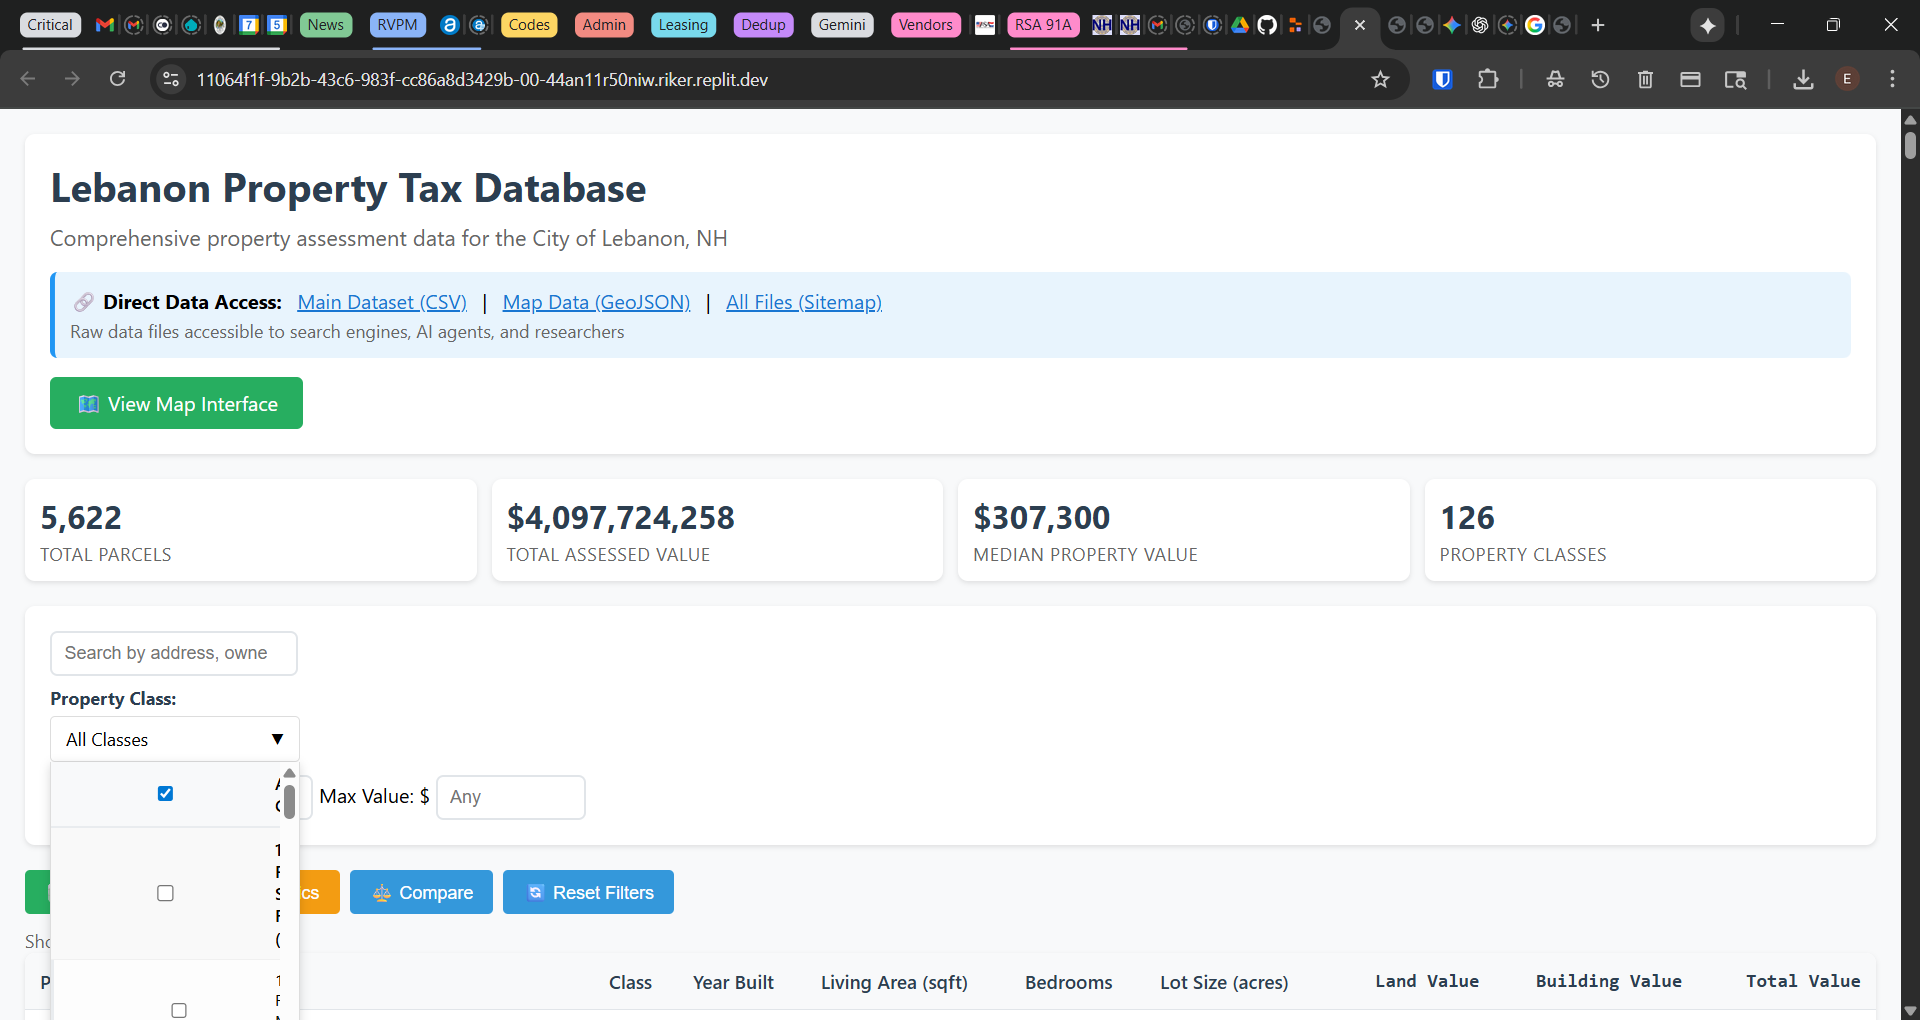 Critical
News
RVPM
Codes
Admin
Leasing
Dedup
Gemini
Vendors
RSA 91A
11064f1f-9b2b-43c6-983f-cc86a8d3429b-00-44an11r50niw.riker.replit.dev
E
Lebanon Property Tax Database
Comprehensive property assessment data for the City of Lebanon, NH
Direct Data Access: Main Dataset (CSV) | Map Data (GeoJSON) | All Files (Sitemap)
Raw data files accessible to search engines, AI agents, and researchers
View Map Interface
5,622
TOTAL PARCELS
$4,097,724,258
TOTAL ASSESSED VALUE
$307,300
MEDIAN PROPERTY VALUE
126
PROPERTY CLASSES
Search by address, owne
Property Class:
All Classes
Max Value: $ Any
cs
Compare
Reset Filters
Class Year Built Living Area (sqft) Bedrooms Lot Size (acres) Land Value Building Value Total Value